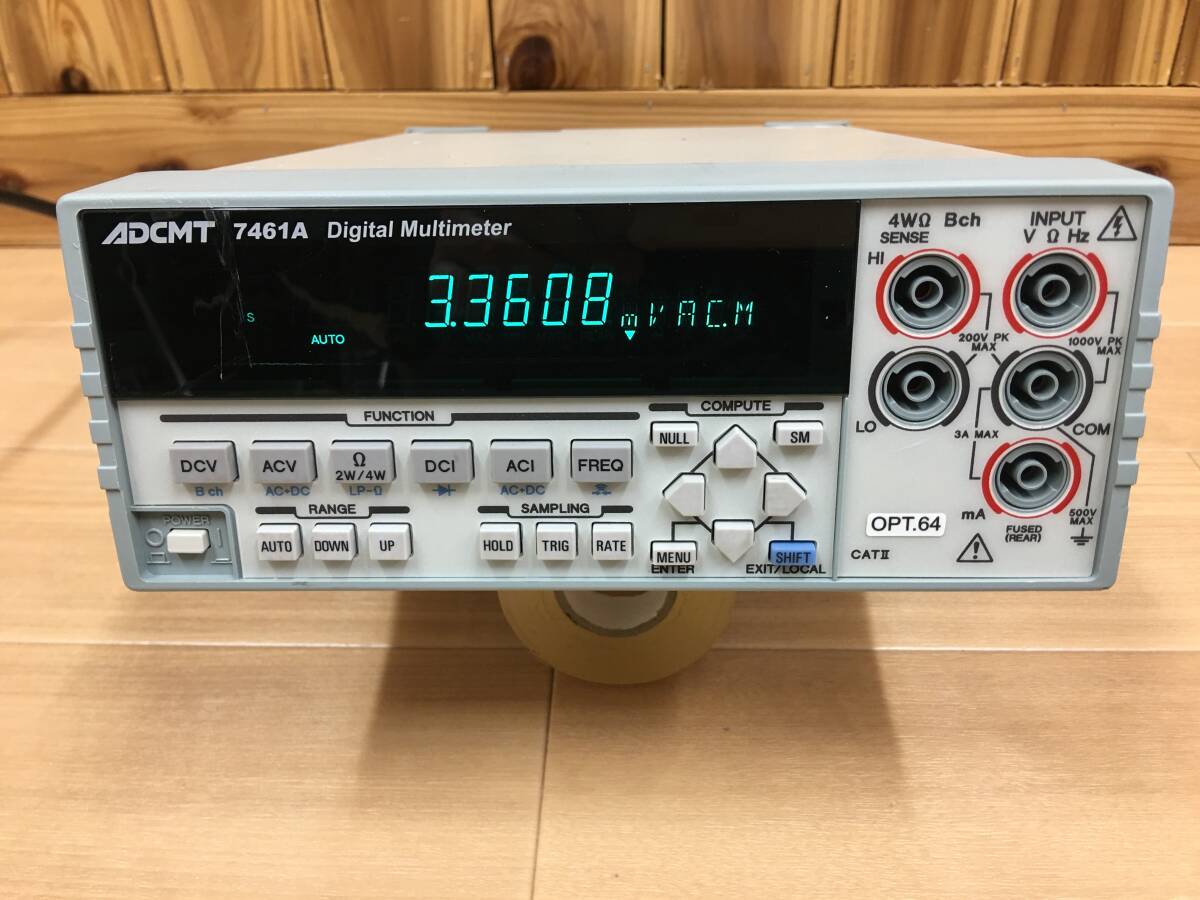 ADCMT 7461A Digital Multimeter
3.3608 mV AC.M
S
AUTO
4WΩ Bch
SENSE
INPUT
V Ω Hz
HI
200V PK
MAX
1000V PK
MAX
LO
3A MAX
COM
mA
FUSED
(REAR)
500V
MAX
OPT.64
CAT II
FUNCTION
DCV
ACV
Ω
2W/4W
DCI
ACI
FREQ
B ch
AC+DC
LP-Ω
AC+DC
COMPUTE
NULL
SM
POWER
RANGE
AUTO
DOWN
UP
SAMPLING
HOLD
TRIG
RATE
MENU
ENTER
SHIFT
EXIT/LOCAL